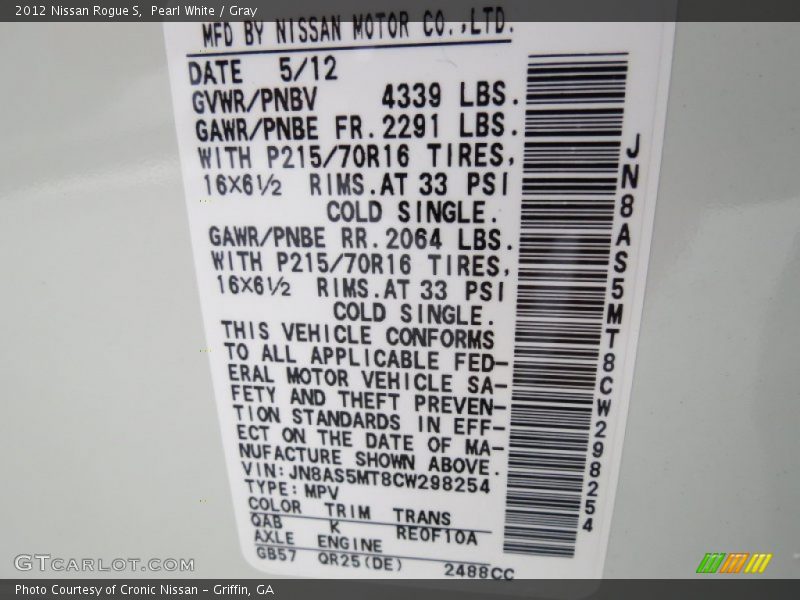 2012 Nissan Rogue S, Pearl White / Gray
MFD BY NISSAN MOTOR CO.,LTD.
DATE 5/12
GVWR/PNBV 4339 LBS.
GAWR/PNBE FR.2291 LBS.
WITH P215/70R16 TIRES,
16X6½ RIMS.AT 33 PSI
COLD SINGLE.
GAWR/PNBE RR.2064 LBS.
WITH P215/70R16 TIRES,
16X6½ RIMS.AT 33 PSI
COLD SINGLE.
THIS VEHICLE CONFORMS
TO ALL APPLICABLE FED-
ERAL MOTOR VEHICLE SA-
FETY AND THEFT PREVEN-
TION STANDARDS IN EFF-
ECT ON THE DATE OF MA-
NUFACTURE SHOWN ABOVE.
VIN:JN8AS5MT8CW298254
TYPE:MPV
COLOR TRIM TRANS
QAB K RE0F10A
AXLE ENGINE
GB57 QR25(DE) 2488CC
JN8AS5MT8CW298254
GTCARLOT.COM
Photo Courtesy of Cronic Nissan - Griffin, GA